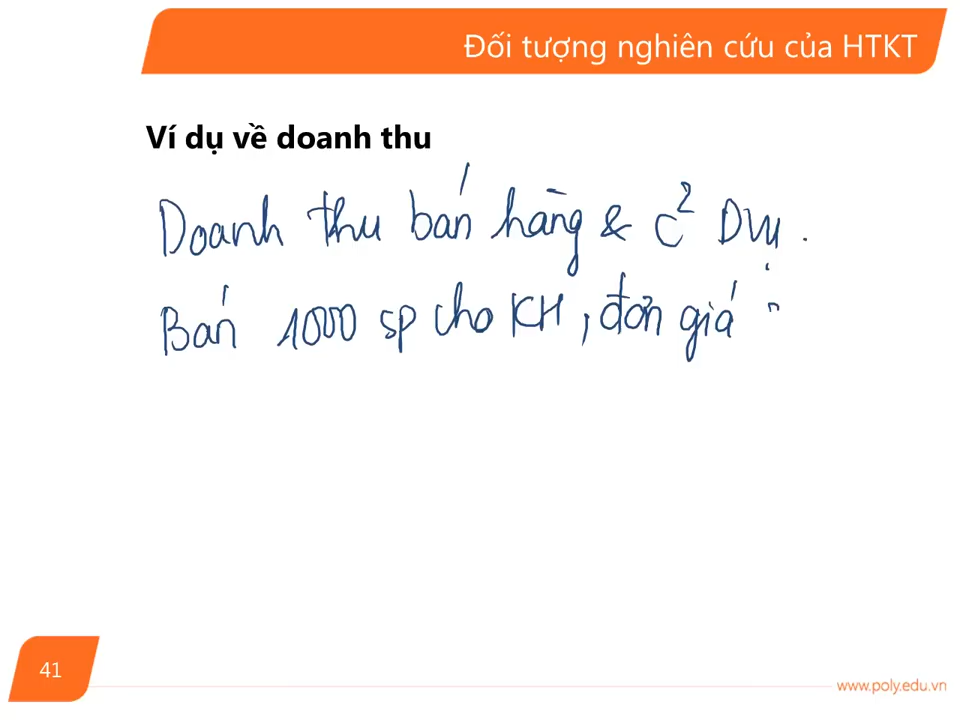 Đối tượng nghiên cứu của HTKT
Ví dụ về doanh thu
Doanh thu bán hàng & c² Dvụ.
Bán 1000 sp cho KH, đơn giá
41
www.poly.edu.vn